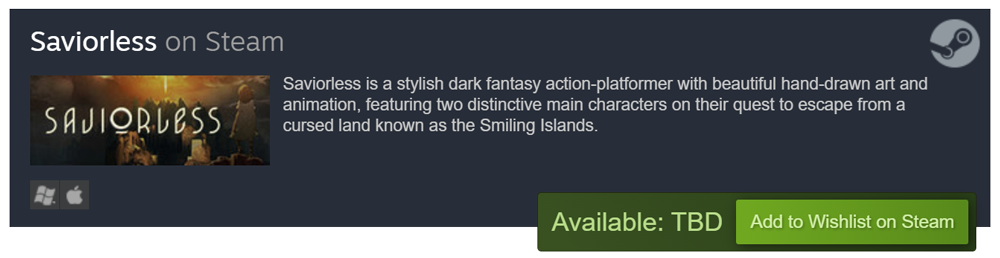 Saviorless on Steam
SAVIORLESS
Saviorless is a stylish dark fantasy action-platformer with beautiful hand-drawn art and
animation, featuring two distinctive main characters on their quest to escape from a
cursed land known as the Smiling Islands.
Available: TBD
Add to Wishlist on Steam